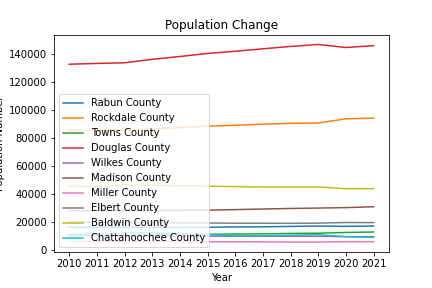 Population Change
140000
120000
100000
80000
60000
40000
20000
0
Rabun County
Rockdale County
Towns County
Douglas County
Wilkes County
Madison County
Miller County
Elbert County
Baldwin County
Chattahoochee County
2010 2011 2012 2013 2014 2015 2016 2017 2018 2019 2020 2021
Year